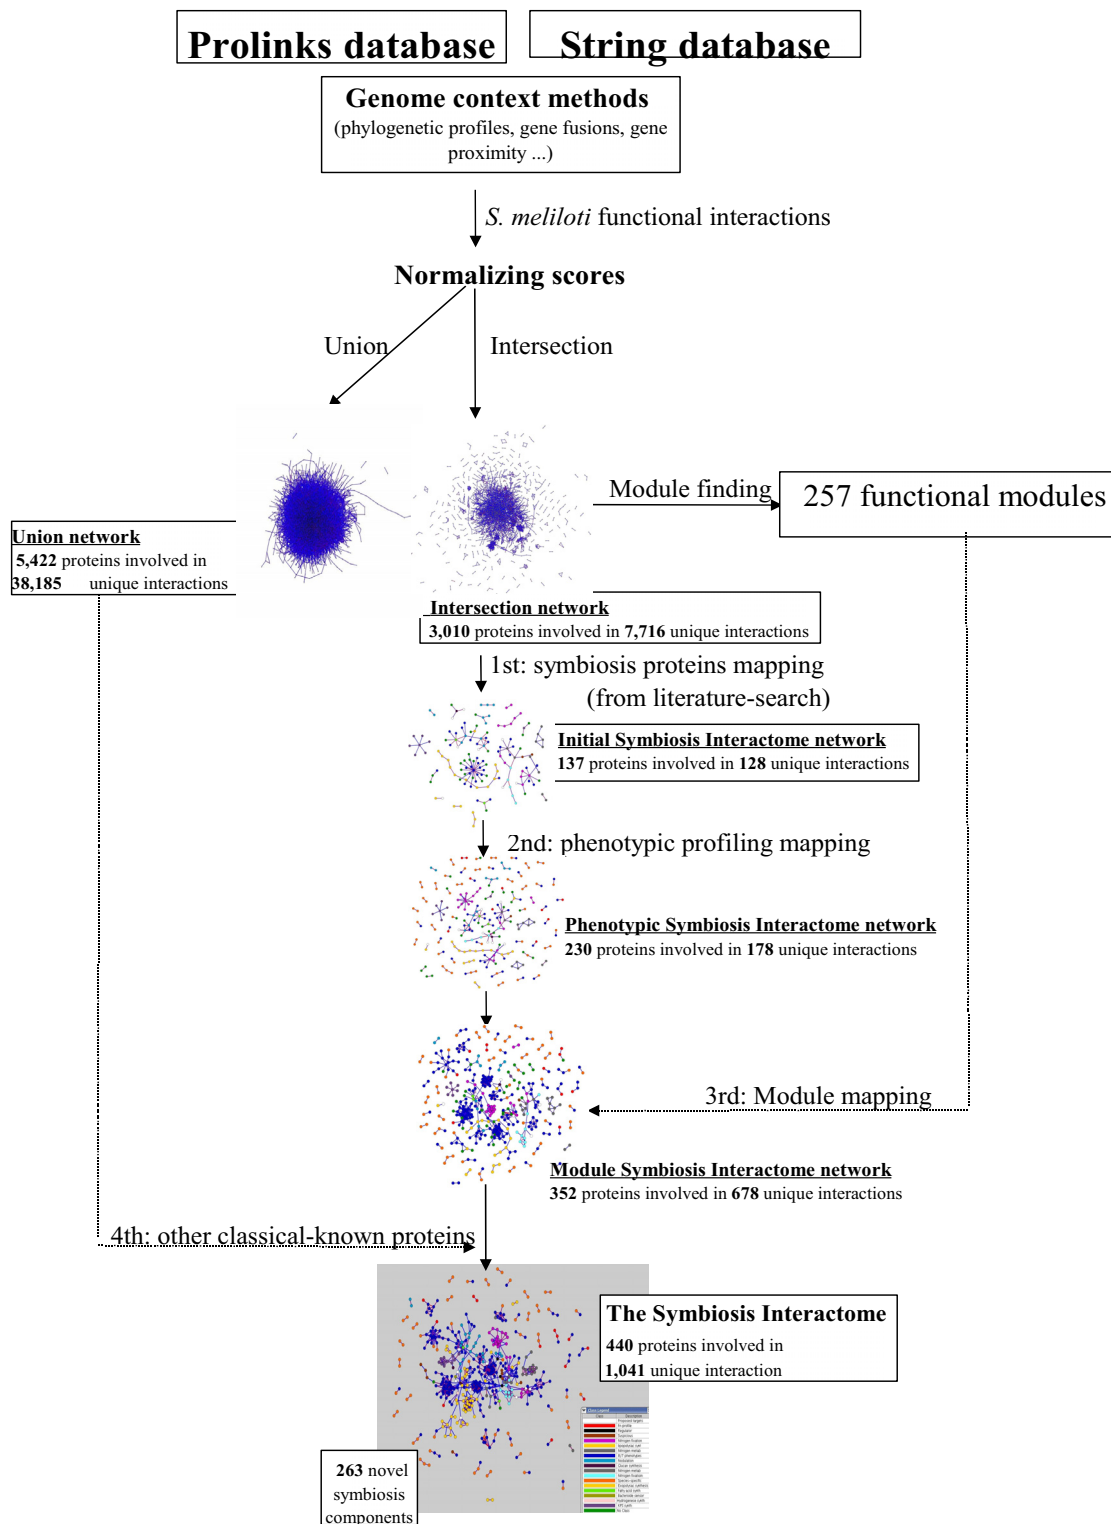 Prolinks database
String database
Genome context methods
(phylogenetic profiles, gene fusions, gene
proximity ...)
S. meliloti functional interactions
Normalizing scores
Union
Intersection
Module finding
257 functional modules
Union network
5,422 proteins involved in
38,185 unique interactions
Intersection network
3,010 proteins involved in 7,716 unique interactions
1st: symbiosis proteins mapping
(from literature-search)
Initial Symbiosis Interactome network
137 proteins involved in 128 unique interactions
2nd: phenotypic profiling mapping
Phenotypic Symbiosis Interactome network
230 proteins involved in 178 unique interactions
3rd: Module mapping
Module Symbiosis Interactome network
352 proteins involved in 678 unique interactions
4th: other classical-known proteins
The Symbiosis Interactome
440 proteins involved in
1,041 unique interaction
263 novel
symbiosis
components